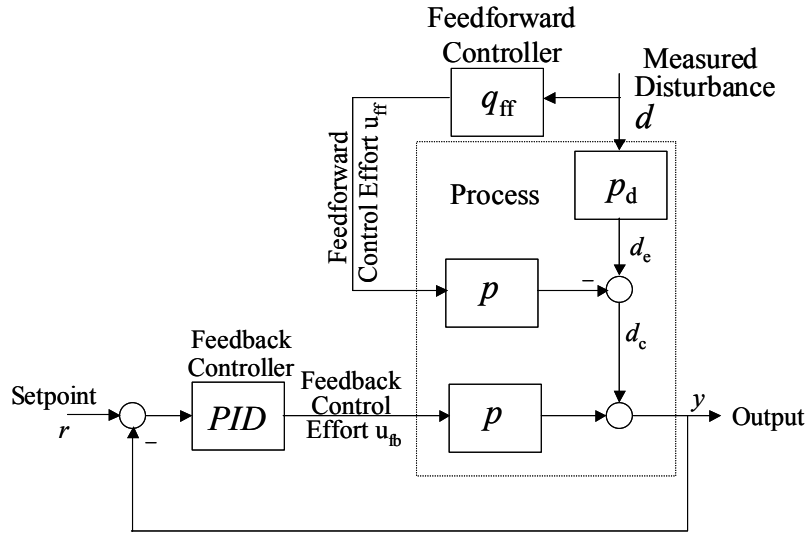 Feedforward
Controller
Measured
Disturbance
q_ff
d
Feedforward
Control Effort u_ff
Process
p_d
d_e
−
p
d_c
Feedback
Controller
Feedback
Control
Effort u_fb
Setpoint
r
−
PID
p
y
Output